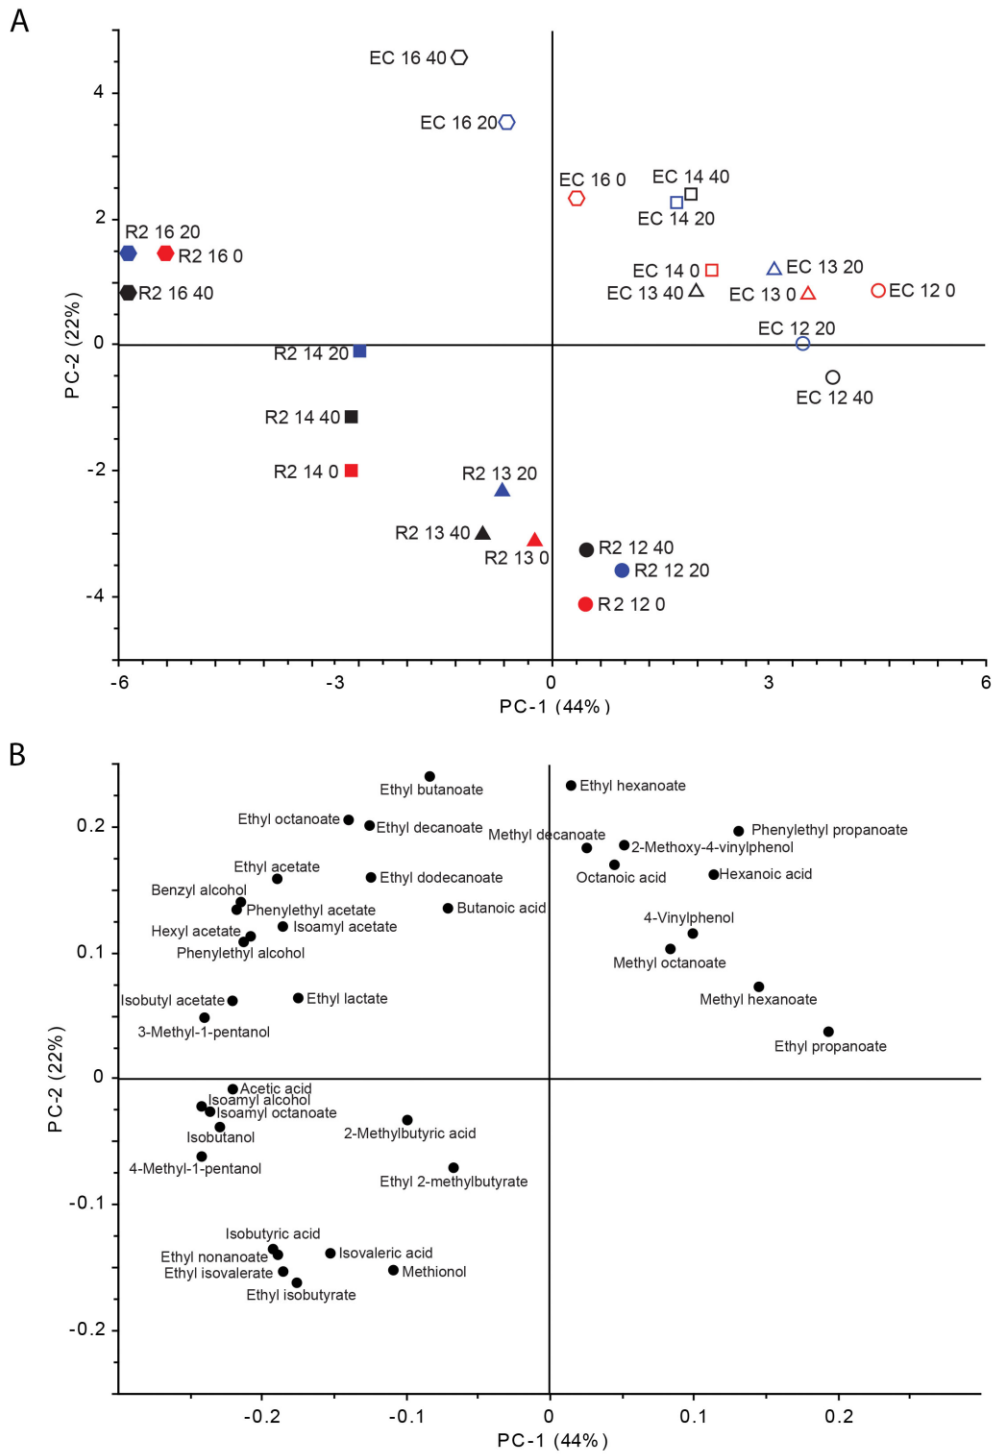 A
EC 16 40
4
EC 16 20
EC 16 0
EC 14 40
EC 14 20
2
R2 16 20
R2 16 0
EC 14 0
EC 13 20
R2 16 40
EC 13 40
EC 13 0
EC 12 0
EC 12 20
0
R2 14 20
EC 12 40
R2 14 40
-2
R2 14 0
R2 13 20
R2 13 40
R2 13 0
R2 12 40
R2 12 20
-4
R2 12 0
PC-2 (22%)
-6
-3
0
3
6
PC-1 (44%)
B
Ethyl butanoate
Ethyl hexanoate
0.2
Ethyl octanoate
Ethyl decanoate
Methyl decanoate
Phenylethyl propanoate
2-Methoxy-4-vinylphenol
Ethyl acetate
Ethyl dodecanoate
Octanoic acid
Hexanoic acid
Benzyl alcohol
Phenylethyl acetate
Butanoic acid
Isoamyl acetate
4-Vinylphenol
Hexyl acetate
Phenylethyl alcohol
0.1
Methyl octanoate
Isobutyl acetate
Ethyl lactate
Methyl hexanoate
3-Methyl-1-pentanol
Ethyl propanoate
0
Acetic acid
Isoamyl alcohol
Isoamyl octanoate
Isobutanol
2-Methylbutyric acid
4-Methyl-1-pentanol
Ethyl 2-methylbutyrate
-0.1
Isobutyric acid
Ethyl nonanoate
Isovaleric acid
Ethyl isovalerate
Methionol
Ethyl isobutyrate
-0.2
PC-2 (22%)
-0.2
-0.1
0
0.1
0.2
PC-1 (44%)